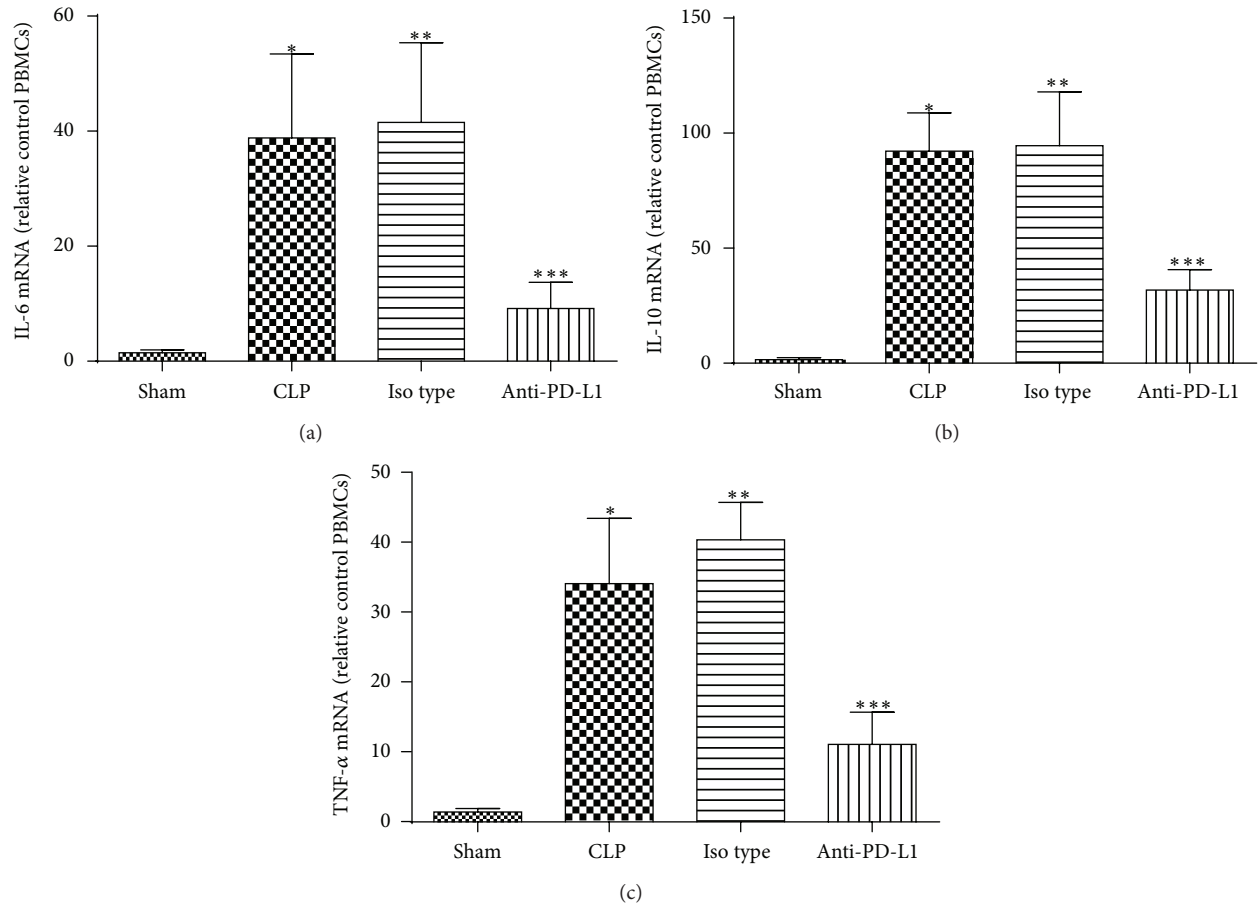 IL-6 mRNA (relative control PBMCs)
60
40
20
0
*
**
***
Sham
CLP
Iso type
Anti-PD-L1
(a)
IL-10 mRNA (relative control PBMCs)
150
100
50
0
*
**
***
Sham
CLP
Iso type
Anti-PD-L1
(b)
TNF-α mRNA (relative control PBMCs)
50
40
30
20
10
0
*
**
***
Sham
CLP
Iso type
Anti-PD-L1
(c)